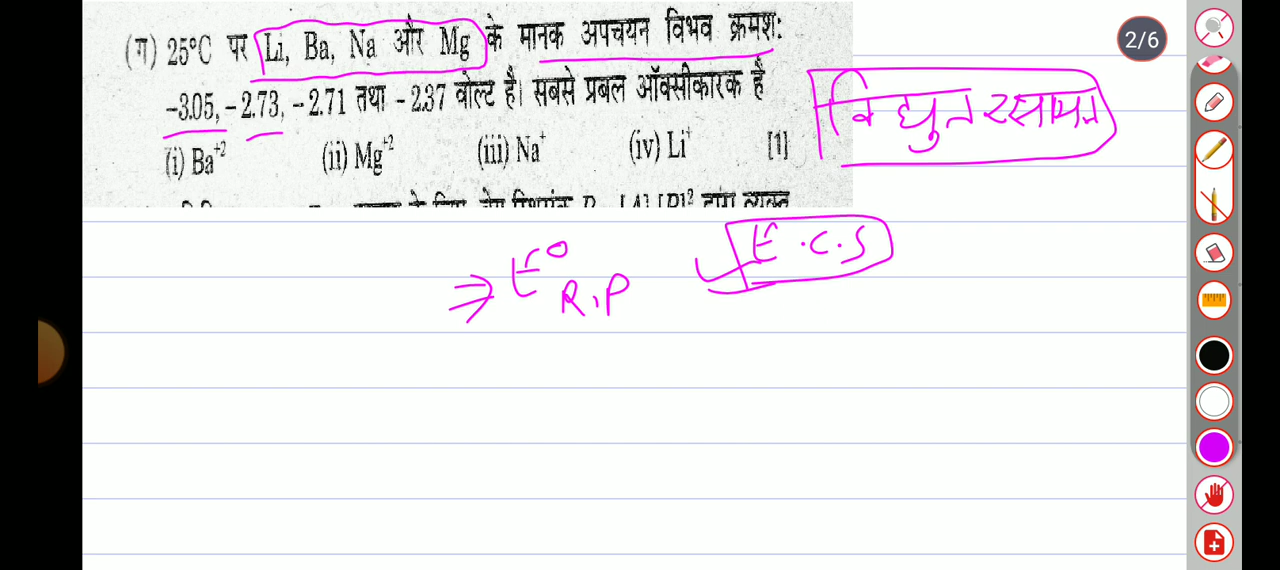 (ग) 25°C पर Li, Ba, Na और Mg के मानक अपचयन विभव क्रमश:
-3.05, -2.73, -2.71 तथा -2.37 वोल्ट है। सबसे प्रबल ऑक्सीकारक है
(i) Ba+2 (ii) Mg+2 (iii) Na+ (iv) Li+ [1]
विद्युत रसायन
2/6
E.C.S
⇒ E° R.P